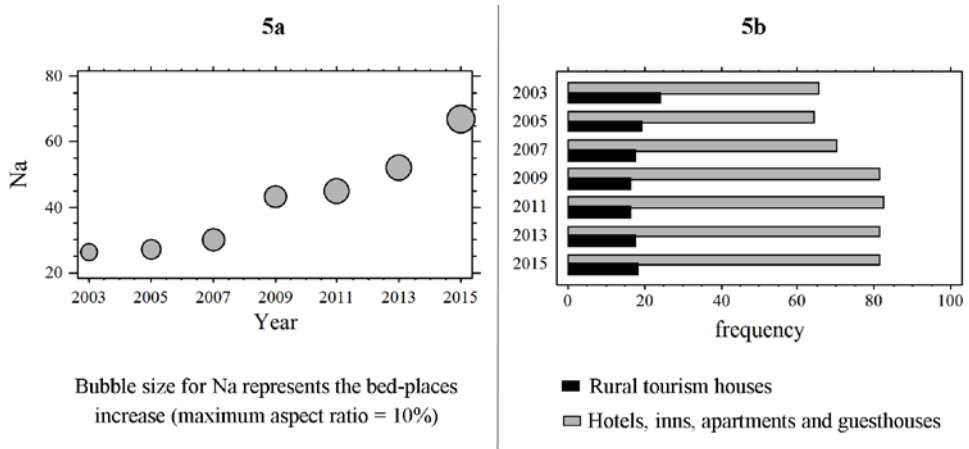 5a
80
60
40
20
Na
2003 2005 2007 2009 2011 2013 2015
Year
Bubble size for Na represents the bed-places
increase (maximum aspect ratio = 10%)
5b
2003
2005
2007
2009
2011
2013
2015
0 20 40 60 80 100
frequency
Rural tourism houses
Hotels, inns, apartments and guesthouses